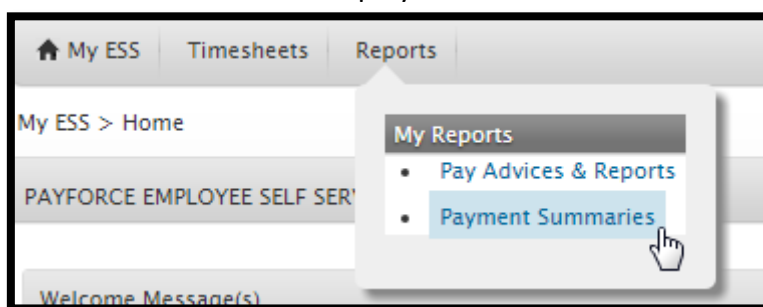 My ESS Timesheets Reports
My ESS > Home
My Reports
Pay Advices & Reports
PAYFORCE EMPLOYEE SELF
Payment Summaries
Welcome Message(s)